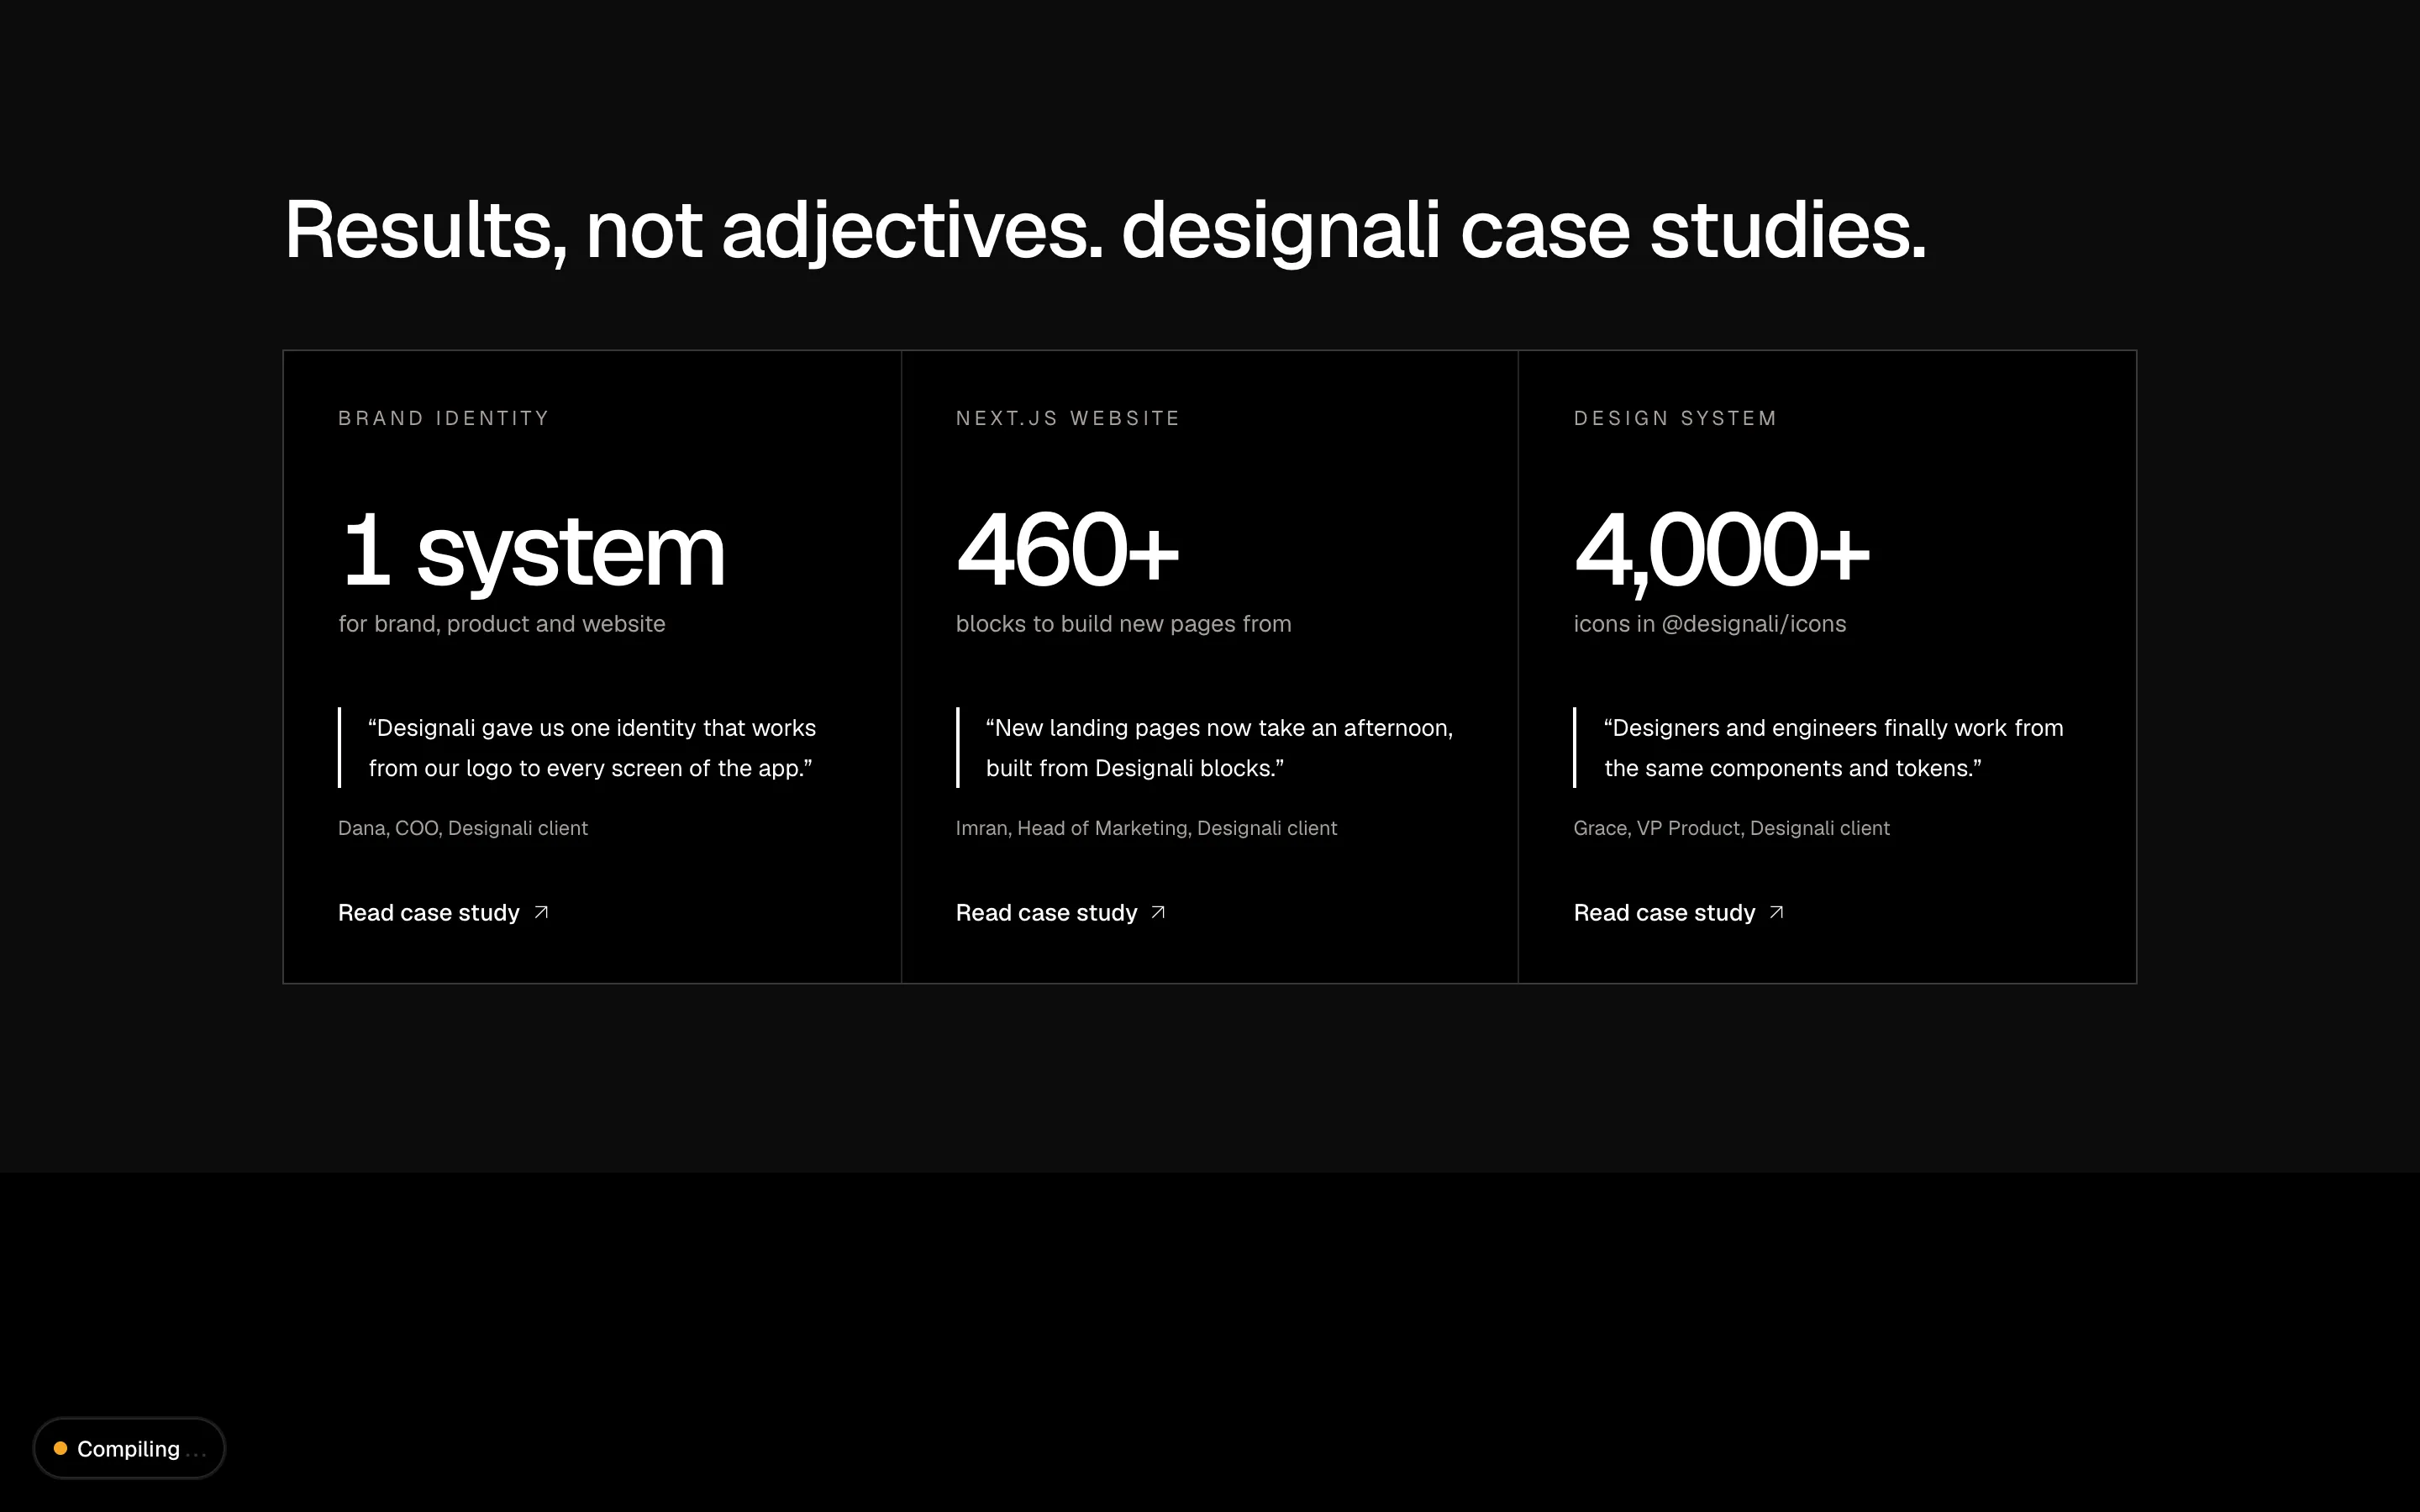 Results, not adjectives. designali case studies.
BRAND IDENTITY
1 system
for brand, product and website
“Designali gave us one identity that works
from our logo to every screen of the app.”
Dana, COO, Designali client
Read case study
NEXT.JS WEBSITE
460+
blocks to build new pages from
“New landing pages now take an afternoon,
built from Designali blocks.”
Imran, Head of Marketing, Designali client
Read case study
DESIGN SYSTEM
4,000+
icons in @designali/icons
“Designers and engineers finally work from
the same components and tokens.”
Grace, VP Product, Designali client
Read case study
Compiling...